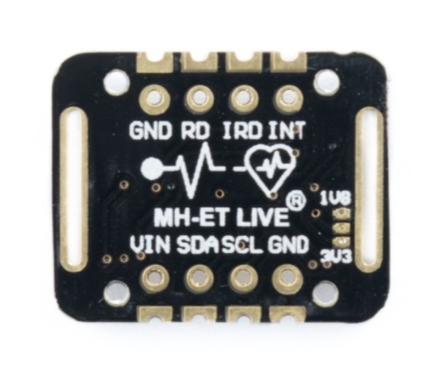 GND RD IRD INT
®
1V8
MH-ET LIVE
VIN SDA SCL GND
3V3